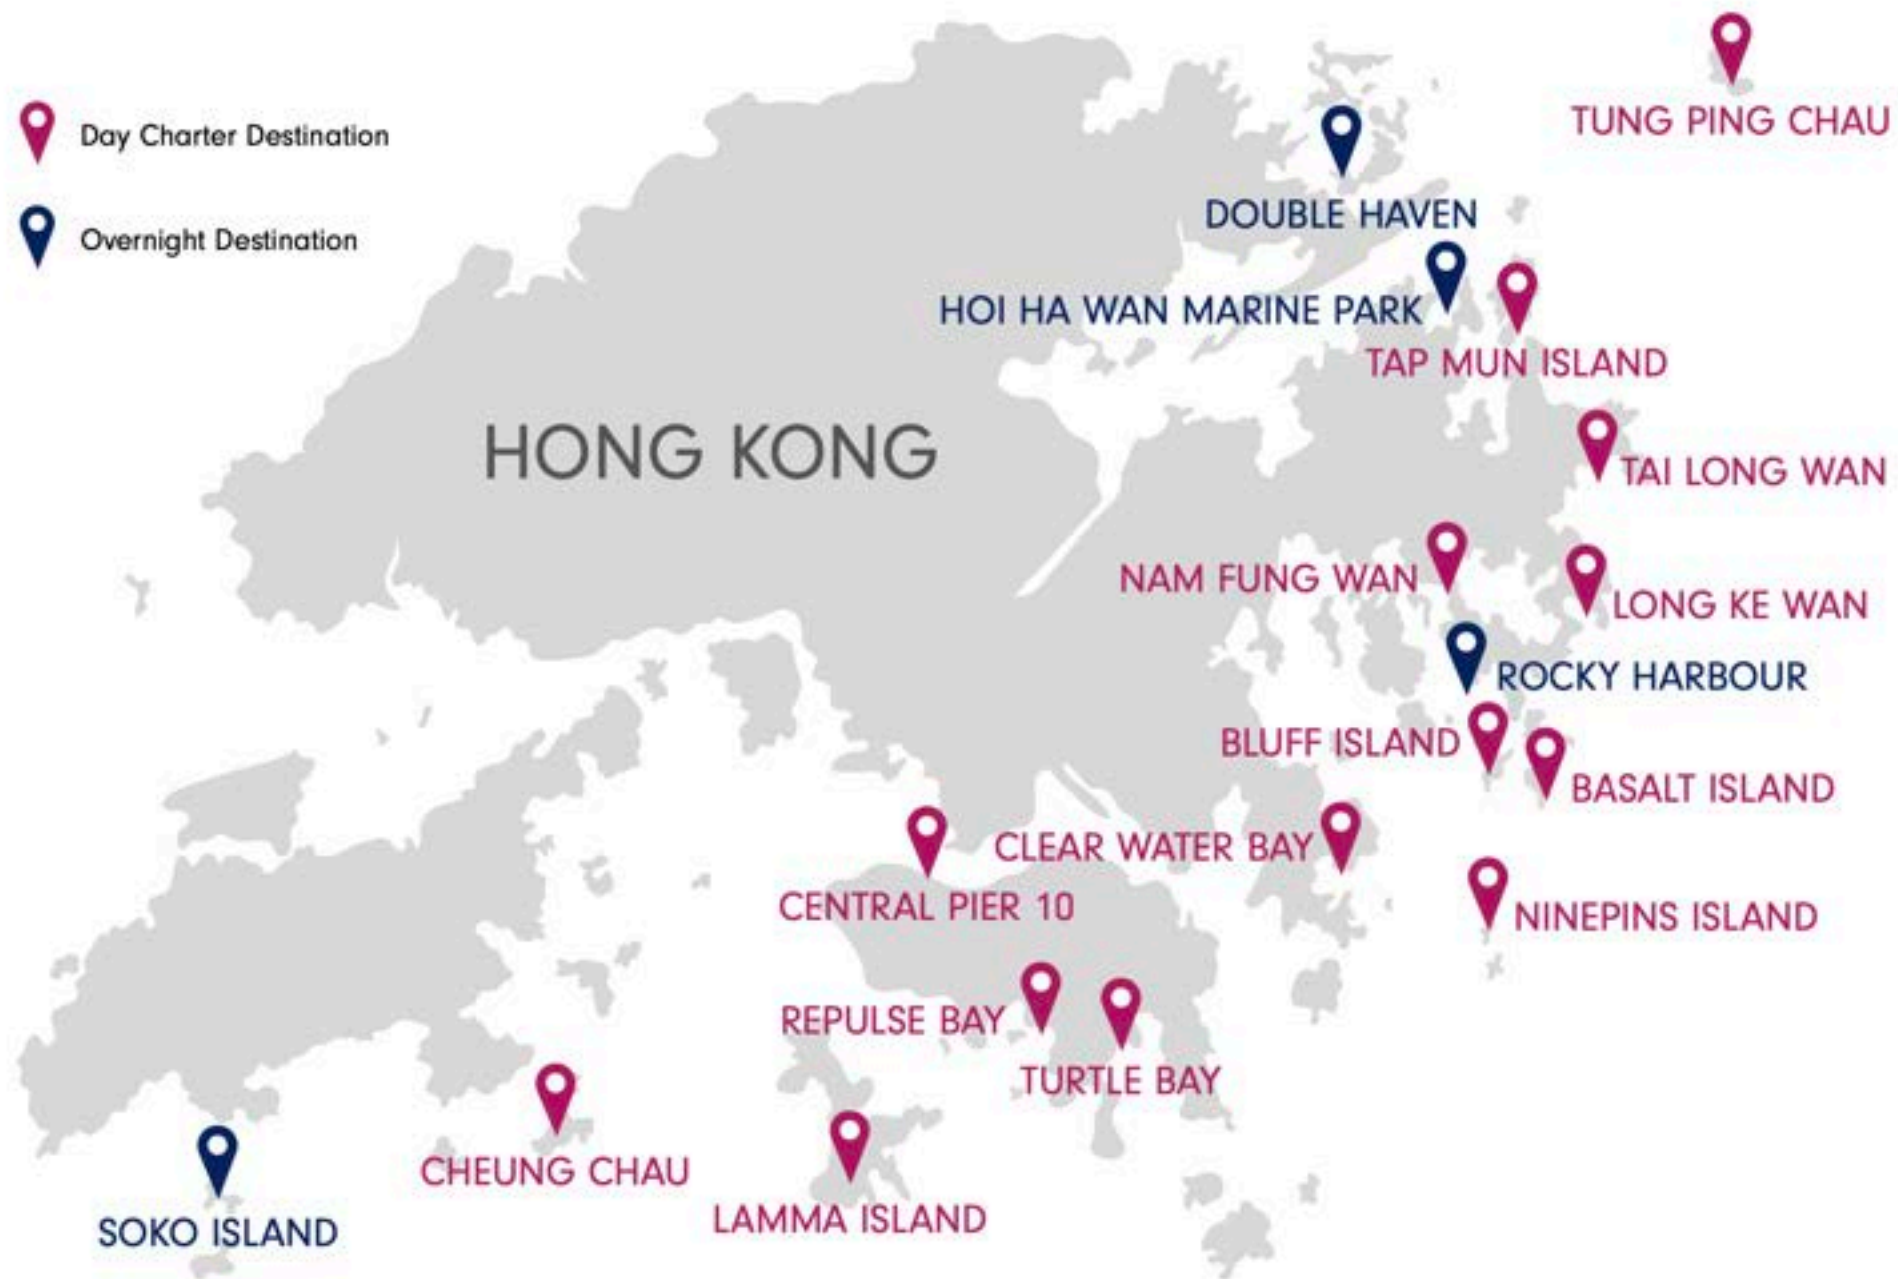 TUNG PING CHAU
Day Charter Destination
DOUBLE HAVEN
Overnight Destination
HOI HA WAN MARINE PARK
TAP MUN ISLAND
HONG KONG
TAI LONG WAN
NAM FUNG WAN
LONG KE WAN
ROCKY HARBOUR
BLUFF ISLAND
BASALT ISLAND
CLEAR WATER BAY
CENTRAL PIER 10
NINEPINS ISLAND
REPULSE BAY
TURTLE BAY
CHEUNG CHAU
LAMMA ISLAND
SOKO ISLAND